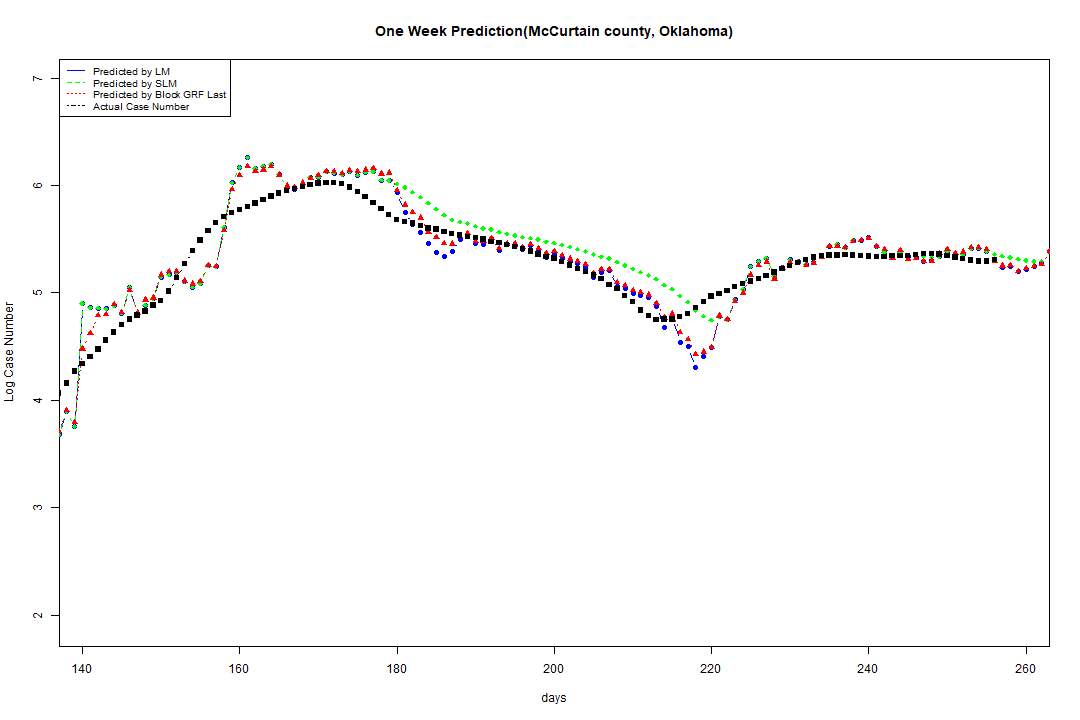 One Week Prediction(McCurtain county, Oklahoma)
Predicted by LM
Predicted by SLM
Predicted by Block GRF Last
Actual Case Number
7
6
5
4
3
2
Log Case Number
140 160 180 200 220 240 260
days